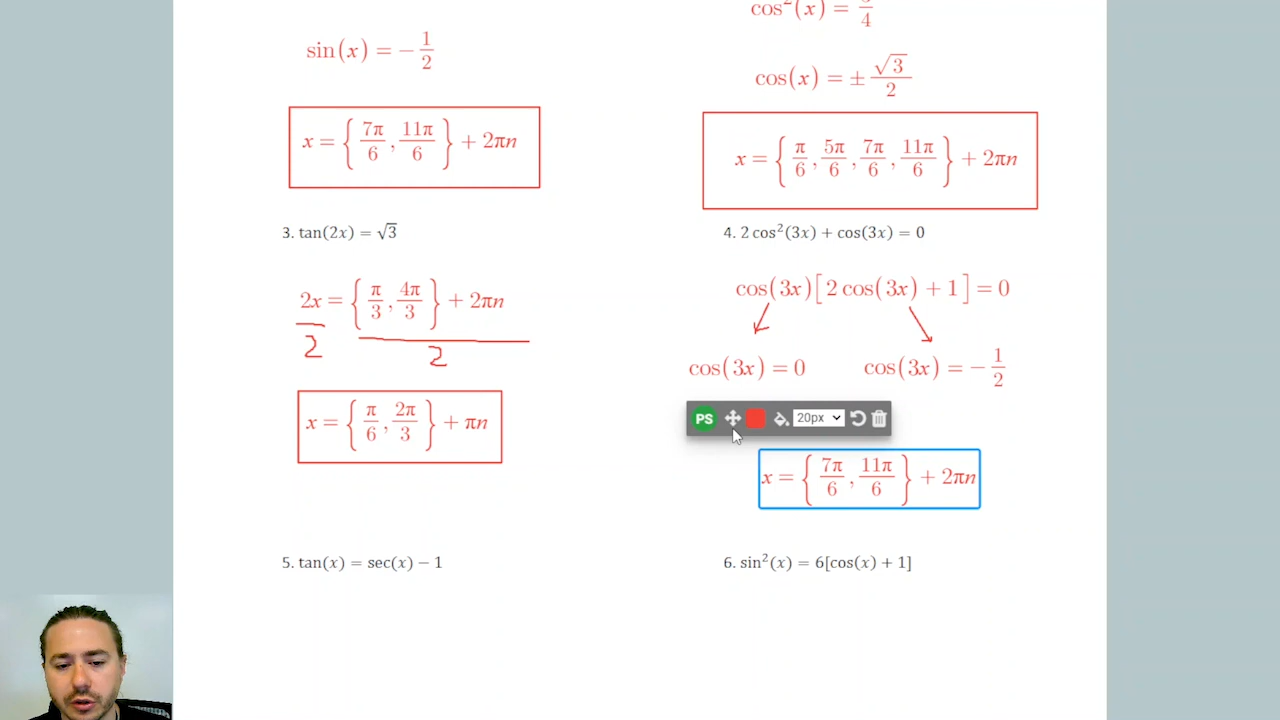 sin(x) = − 1/2
x = { 7π/6 , 11π/6 } + 2πn
cos²(x) = 3/4
cos(x) = ± √3/2
x = { π/6 , 5π/6 , 7π/6 , 11π/6 } + 2πn
3. tan(2x) = √3
2x = { π/3 , 4π/3 } + 2πn
2 2
x = { π/6 , 2π/3 } + πn
4. 2 cos²(3x) + cos(3x) = 0
cos(3x)[ 2 cos(3x) + 1 ] = 0
cos(3x) = 0 cos(3x) = − 1/2
PS 20px
x = { 7π/6 , 11π/6 } + 2πn
5. tan(x) = sec(x) − 1
6. sin²(x) = 6[cos(x) + 1]